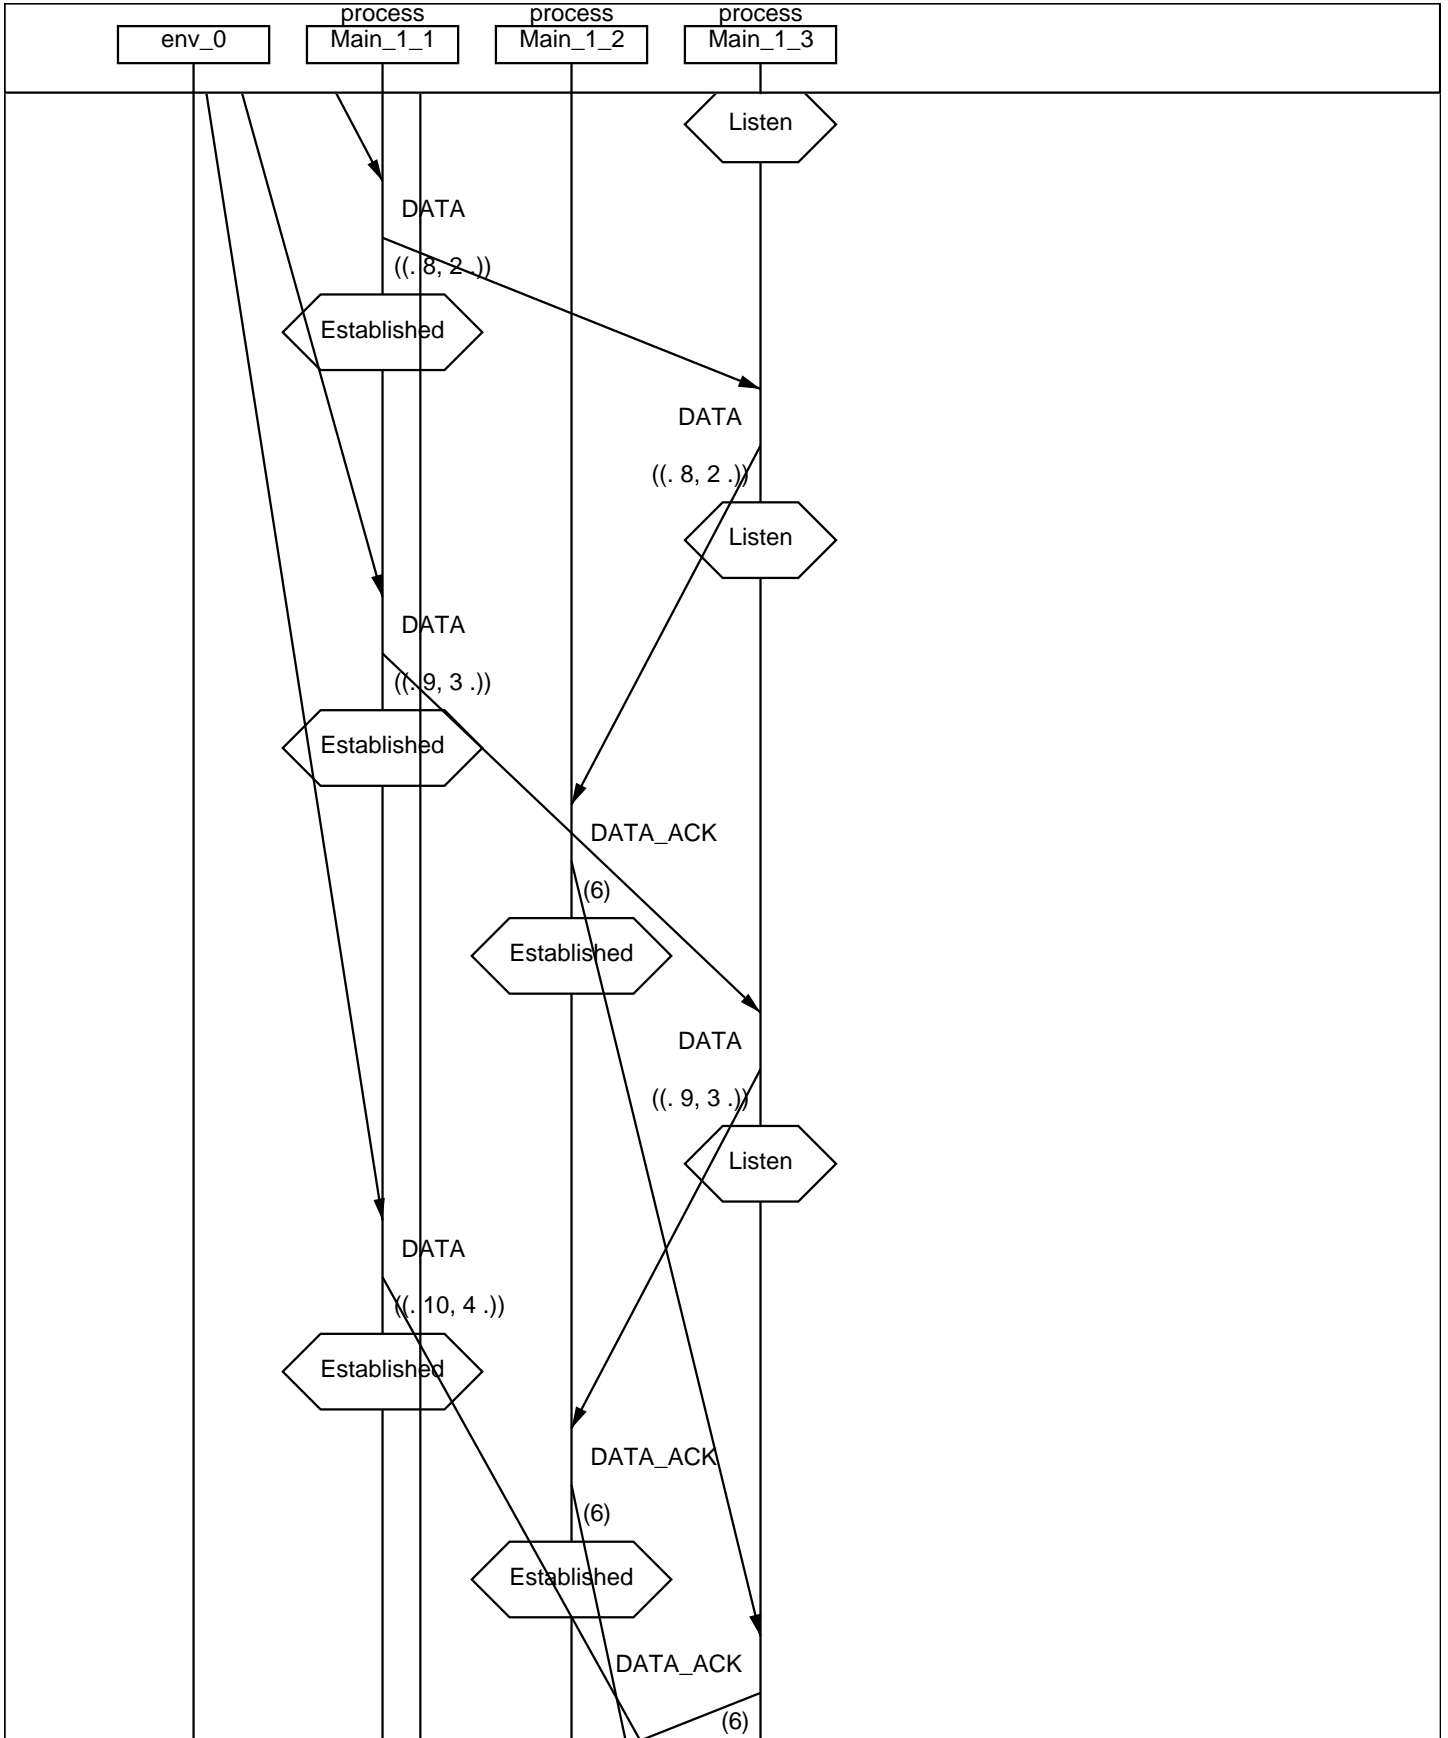 process process process
env_0 Main_1_1 Main_1_2 Main_1_3
Listen
DATA
((. 8, 2 .))
Established
DATA
((. 8, 2 .))
Listen
DATA
((. 9, 3 .))
Established
DATA_ACK
(6)
Established
DATA
((. 9, 3 .))
Listen
DATA
((. 10, 4 .))
Established
DATA_ACK
(6)
Established
DATA_ACK
(6)